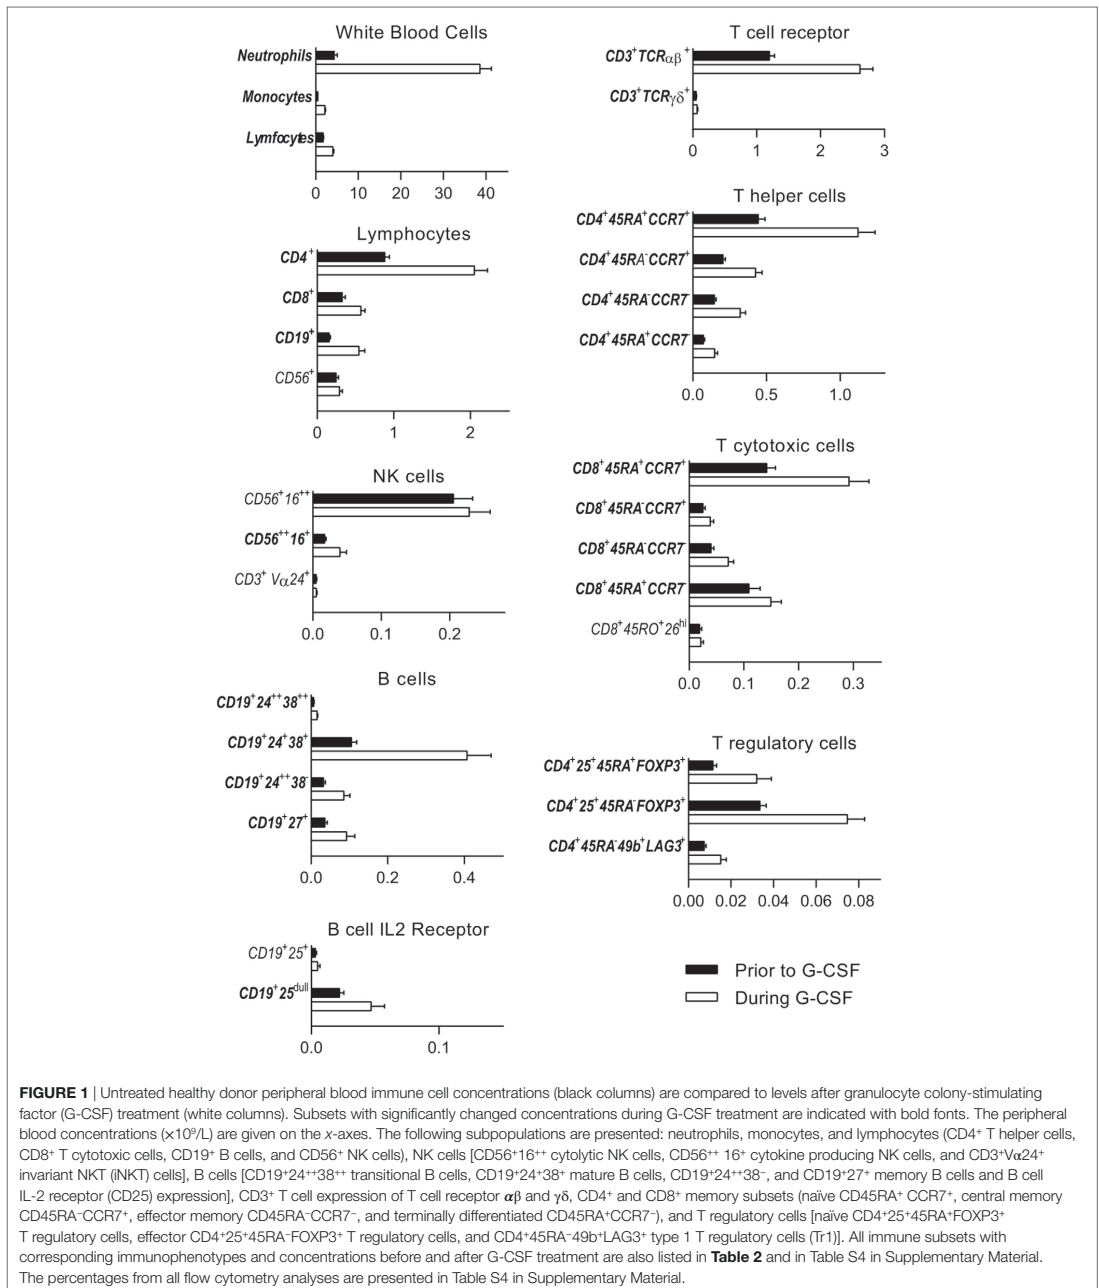 White Blood Cells
Neutrophils
Monocytes
Lymfocytes
0 10 20 30 40
Lymphocytes
CD4⁺
CD8⁺
CD19⁺
CD56⁺
0 1 2
NK cells
CD56⁺16⁺⁺
CD56⁺⁺16⁺
CD3⁺ Vα24⁺
0.0 0.1 0.2
B cells
CD19⁺24⁺⁺38⁺⁺
CD19⁺24⁺38⁺
CD19⁺24⁺⁺38⁻
CD19⁺27⁺
0.0 0.2 0.4
B cell IL2 Receptor
CD19⁺25⁺
CD19⁺25ᵈᵘˡˡ
0.0 0.1
T cell receptor
CD3⁺TCRαβ⁺
CD3⁺TCRγδ⁺
0 1 2 3
T helper cells
CD4⁺45RA⁺CCR7⁺
CD4⁺45RA⁻CCR7⁺
CD4⁺45RA⁻CCR7⁻
CD4⁺45RA⁺CCR7⁻
0.0 0.5 1.0
T cytotoxic cells
CD8⁺45RA⁺CCR7⁺
CD8⁺45RA⁻CCR7⁺
CD8⁺45RA⁻CCR7⁻
CD8⁺45RA⁺CCR7⁻
CD8⁺45RO⁺26ʰⁱ
0.0 0.1 0.2 0.3
T regulatory cells
CD4⁺25⁺45RA⁺FOXP3⁺
CD4⁺25⁺45RA⁻FOXP3⁺
CD4⁺45RA⁻49b⁺LAG3⁺
0.00 0.02 0.04 0.06 0.08
Prior to G-CSF
During G-CSF
FIGURE 1 | Untreated healthy donor peripheral blood immune cell concentrations (black columns) are compared to levels after granulocyte colony-stimulating
factor (G-CSF) treatment (white columns). Subsets with significantly changed concentrations during G-CSF treatment are indicated with bold fonts. The peripheral
blood concentrations (×10⁹/L) are given on the x-axes. The following subpopulations are presented: neutrophils, monocytes, and lymphocytes (CD4⁺ T helper cells,
CD8⁺ T cytotoxic cells, CD19⁺ B cells, and CD56⁺ NK cells), NK cells [CD56⁺16⁺⁺ cytolytic NK cells, CD56⁺⁺ 16⁺ cytokine producing NK cells, and CD3⁺Vα24⁺
invariant NKT (iNKT) cells], B cells [CD19⁺24⁺⁺38⁺⁺ transitional B cells, CD19⁺24⁺38⁺ mature B cells, CD19⁺24⁺⁺38⁻, and CD19⁺27⁺ memory B cells and B cell
IL-2 receptor (CD25) expression], CD3⁺ T cell expression of T cell receptor αβ and γδ, CD4⁺ and CD8⁺ memory subsets (naïve CD45RA⁺ CCR7⁺, central memory
CD45RA⁻CCR7⁺, effector memory CD45RA⁻CCR7⁻, and terminally differentiated CD45RA⁺CCR7⁻), and T regulatory cells [naïve CD4⁺25⁺45RA⁺FOXP3⁺
T regulatory cells, effector CD4⁺25⁺45RA⁻FOXP3⁺ T regulatory cells, and CD4⁺45RA⁻49b⁺LAG3⁺ type 1 T regulatory cells (Tr1)]. All immune subsets with
corresponding immunophenotypes and concentrations before and after G-CSF treatment are also listed in Table 2 and in Table S4 in Supplementary Material.
The percentages from all flow cytometry analyses are presented in Table S4 in Supplementary Material.